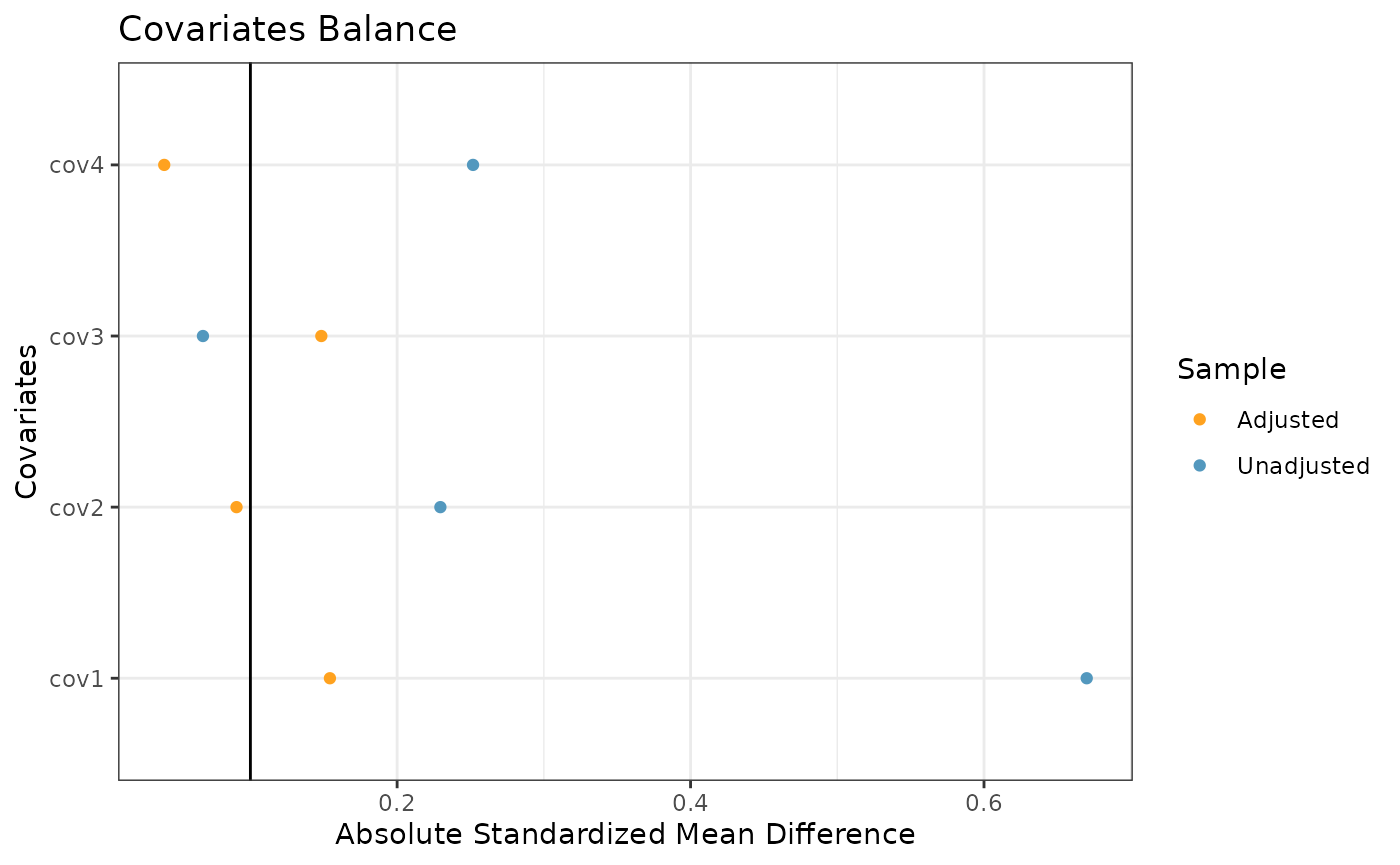 Covariates Balance
cov4
cov3
cov2
cov1
Covariates
0.2
0.4
0.6
Absolute Standardized Mean Difference
Sample
Adjusted
Unadjusted